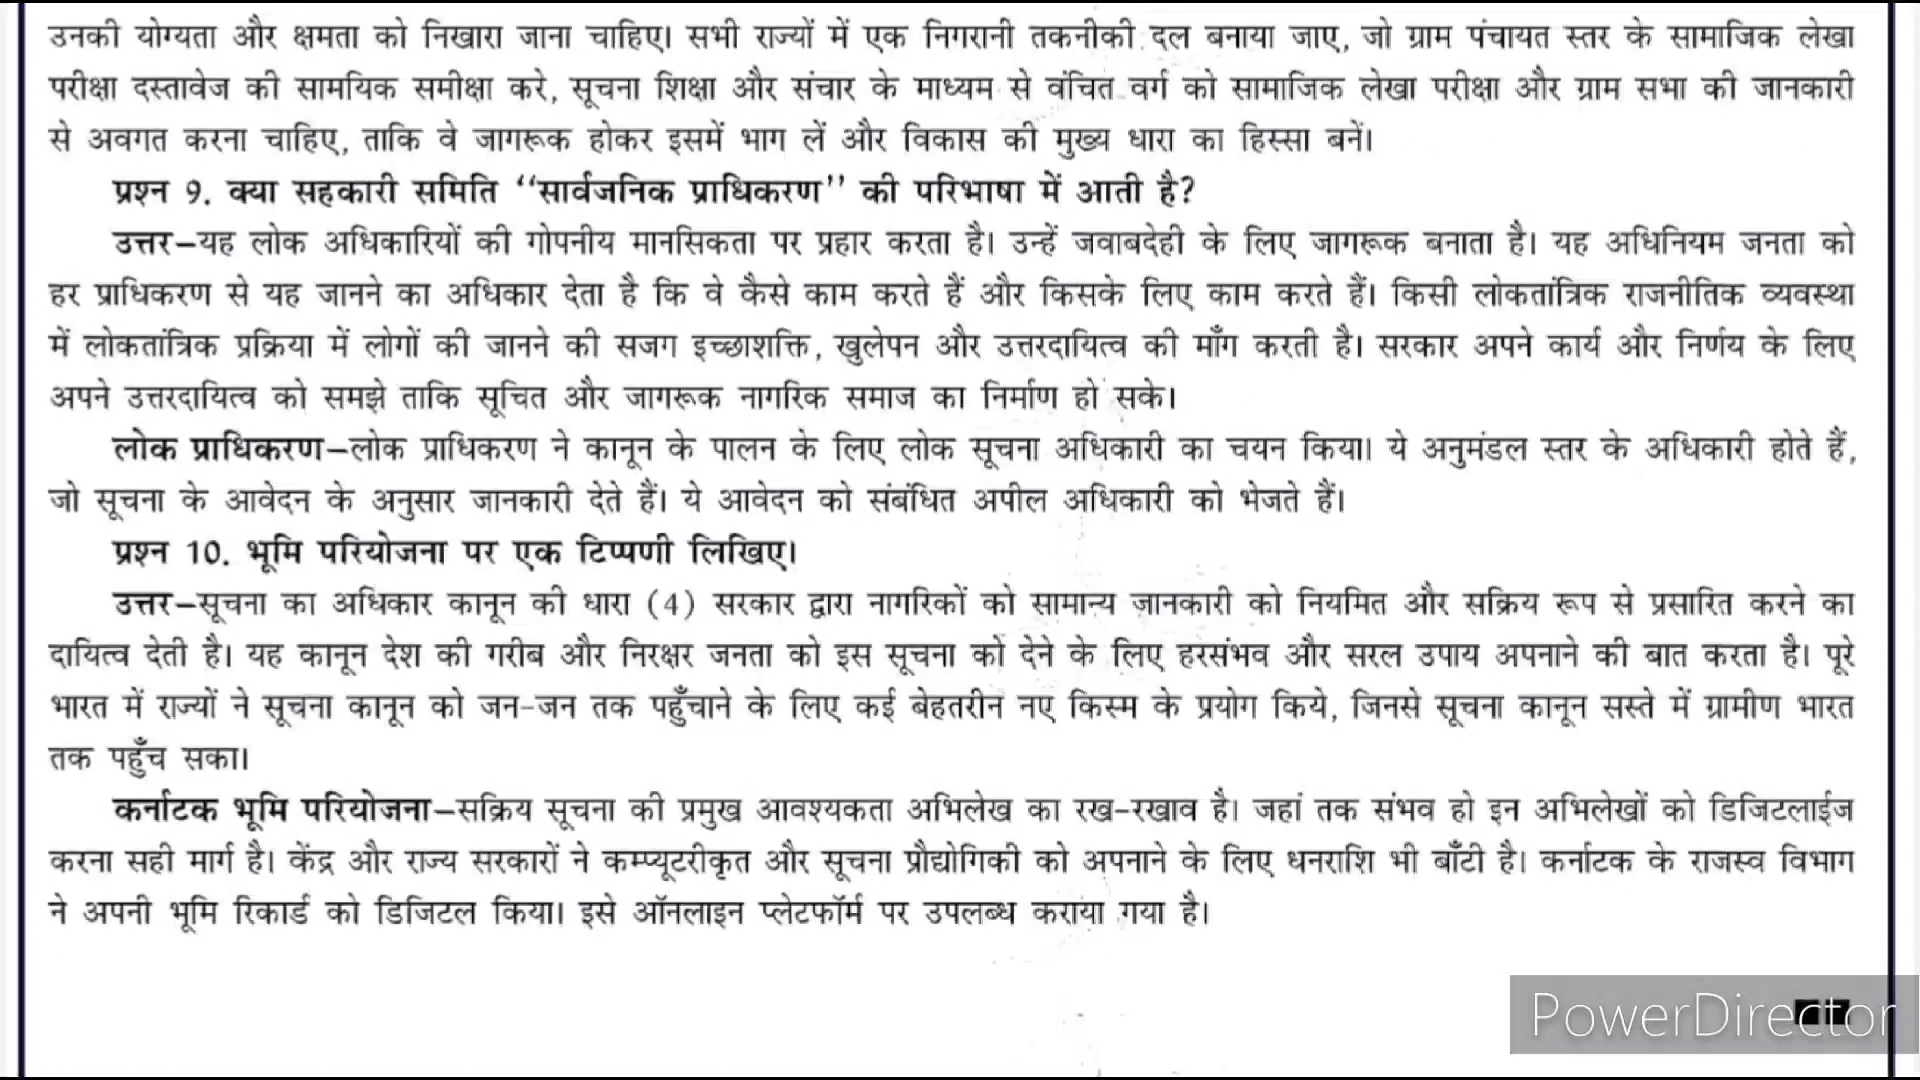 उनकी योग्यता और क्षमता को निखारा जाना चाहिए। सभी राज्यों में एक निगरानी तकनीकी दल बनाया जाए, जो ग्राम पंचायत स्तर के सामाजिक लेखा
परीक्षा दस्तावेज की सामयिक समीक्षा करे, सूचना शिक्षा और संचार के माध्यम से वंचित वर्ग को सामाजिक लेखा परीक्षा और ग्राम सभा की जानकारी
से अवगत करना चाहिए, ताकि वे जागरूक होकर इसमें भाग लें और विकास की मुख्य धारा का हिस्सा बनें।
प्रश्न 9. क्या सहकारी समिति ‘‘सार्वजनिक प्राधिकरण’’ की परिभाषा में आती है?
उत्तर–यह लोक अधिकारियों की गोपनीय मानसिकता पर प्रहार करता है। उन्हें जवाबदेही के लिए जागरूक बनाता है। यह अधिनियम जनता को
हर प्राधिकरण से यह जानने का अधिकार देता है कि वे कैसे काम करते हैं और किसके लिए काम करते हैं। किसी लोकतांत्रिक राजनीतिक व्यवस्था
में लोकतांत्रिक प्रक्रिया में लोगों की जानने की सजग इच्छाशक्ति, खुलेपन और उत्तरदायित्व की माँग करती है। सरकार अपने कार्य और निर्णय के लिए
अपने उत्तरदायित्व को समझे ताकि सूचित और जागरूक नागरिक समाज का निर्माण हो सके।
लोक प्राधिकरण–लोक प्राधिकरण ने कानून के पालन के लिए लोक सूचना अधिकारी का चयन किया। ये अनुमंडल स्तर के अधिकारी होते हैं,
जो सूचना के आवेदन के अनुसार जानकारी देते हैं। ये आवेदन को संबंधित अपील अधिकारी को भेजते हैं।
प्रश्न 10. भूमि परियोजना पर एक टिप्पणी लिखिए।
उत्तर–सूचना का अधिकार कानून की धारा (4) सरकार द्वारा नागरिकों को सामान्य जानकारी को नियमित और सक्रिय रूप से प्रसारित करने का
दायित्व देती है। यह कानून देश की गरीब और निरक्षर जनता को इस सूचना को देने के लिए हरसंभव और सरल उपाय अपनाने की बात करता है। पूरे
भारत में राज्यों ने सूचना कानून को जन-जन तक पहुँचाने के लिए कई बेहतरीन नए किस्म के प्रयोग किये, जिनसे सूचना कानून सस्ते में ग्रामीण भारत
तक पहुँच सका।
कर्नाटक भूमि परियोजना–सक्रिय सूचना की प्रमुख आवश्यकता अभिलेख का रख-रखाव है। जहां तक संभव हो इन अभिलेखों को डिजिटलाईज
करना सही मार्ग है। केंद्र और राज्य सरकारों ने कम्प्यूटरीकृत और सूचना प्रौद्योगिकी को अपनाने के लिए धनराशि भी बाँटी है। कर्नाटक के राजस्व विभाग
ने अपनी भूमि रिकार्ड को डिजिटल किया। इसे ऑनलाइन प्लेटफॉर्म पर उपलब्ध कराया गया है।
PowerDirector